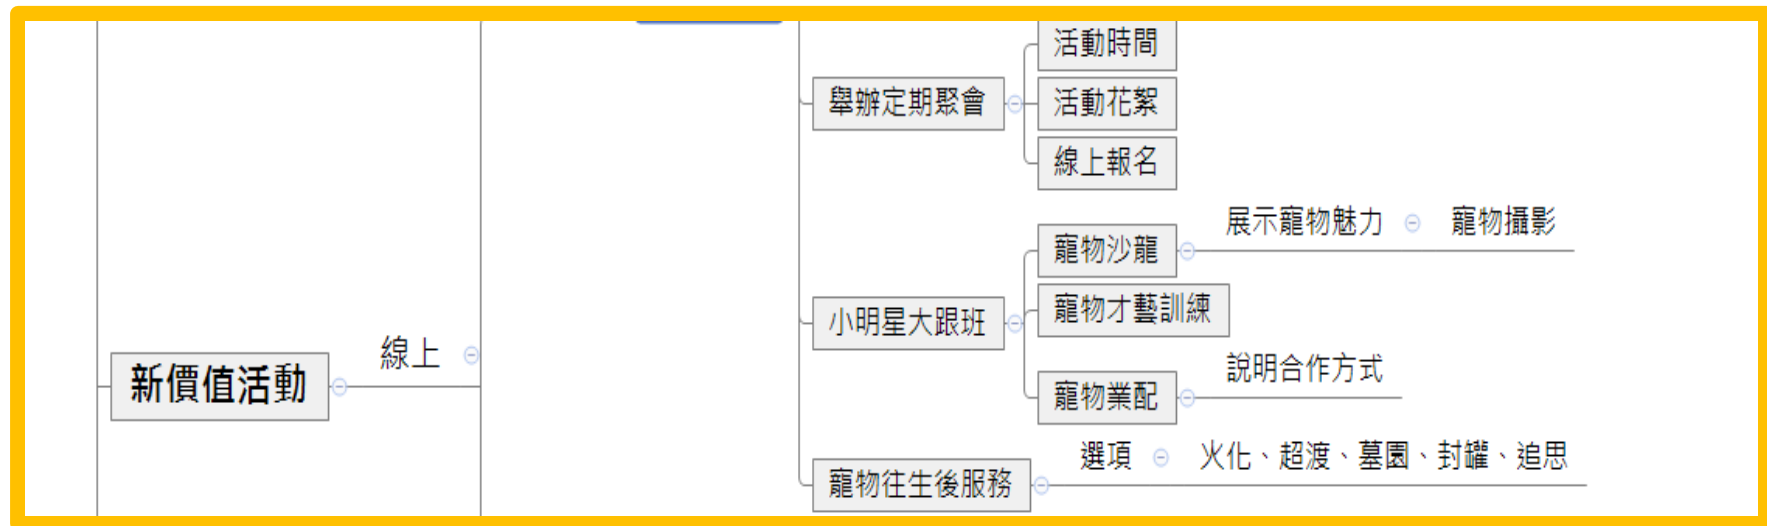 活動時間
舉辦定期聚會
活動花絮
線上報名
展示寵物魅力
寵物攝影
寵物沙龍
寵物才藝訓練
小明星大跟班
新價值活動
線上
說明合作方式
寵物業配
選項
火化、超渡、墓園、封罐、追思
寵物往生後服務